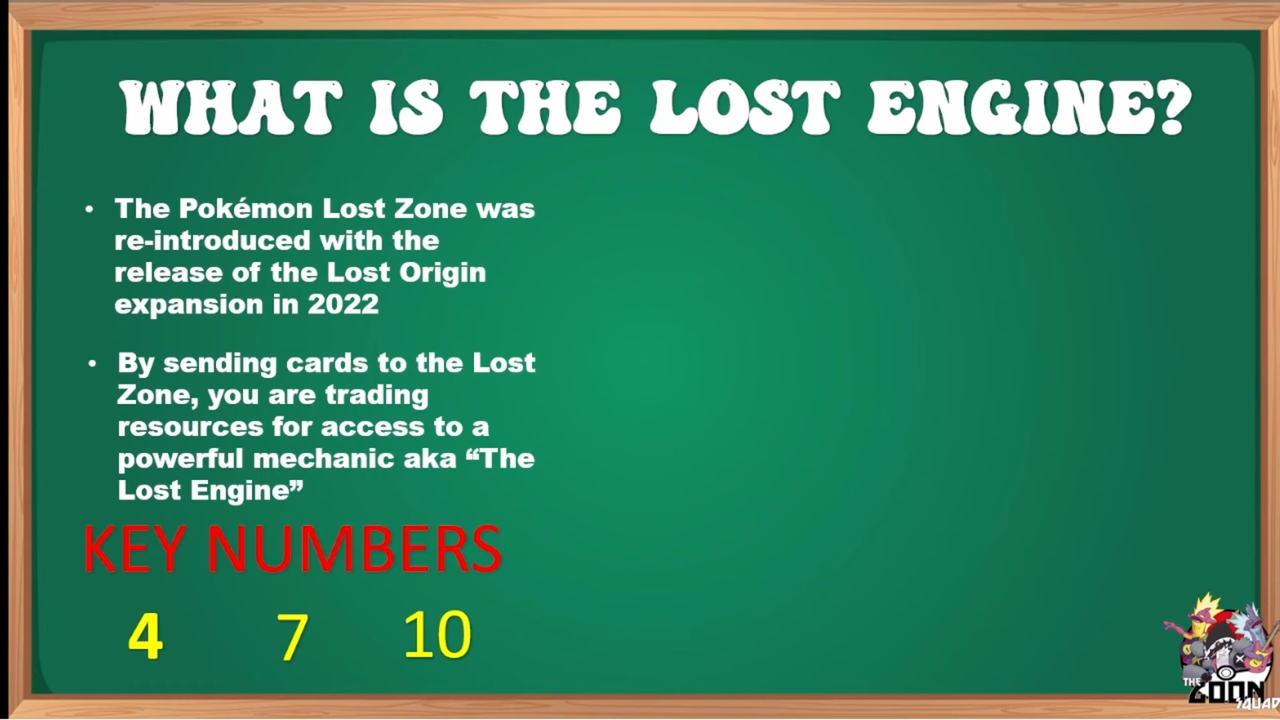 WHAT IS THE LOST ENGINE?
• The Pokémon Lost Zone was
re-introduced with the
release of the Lost Origin
expansion in 2022
• By sending cards to the Lost
Zone, you are trading
resources for access to a
powerful mechanic aka “The
Lost Engine”
KEY NUMBERS
4 7 10
THE
GOON
SQUAD